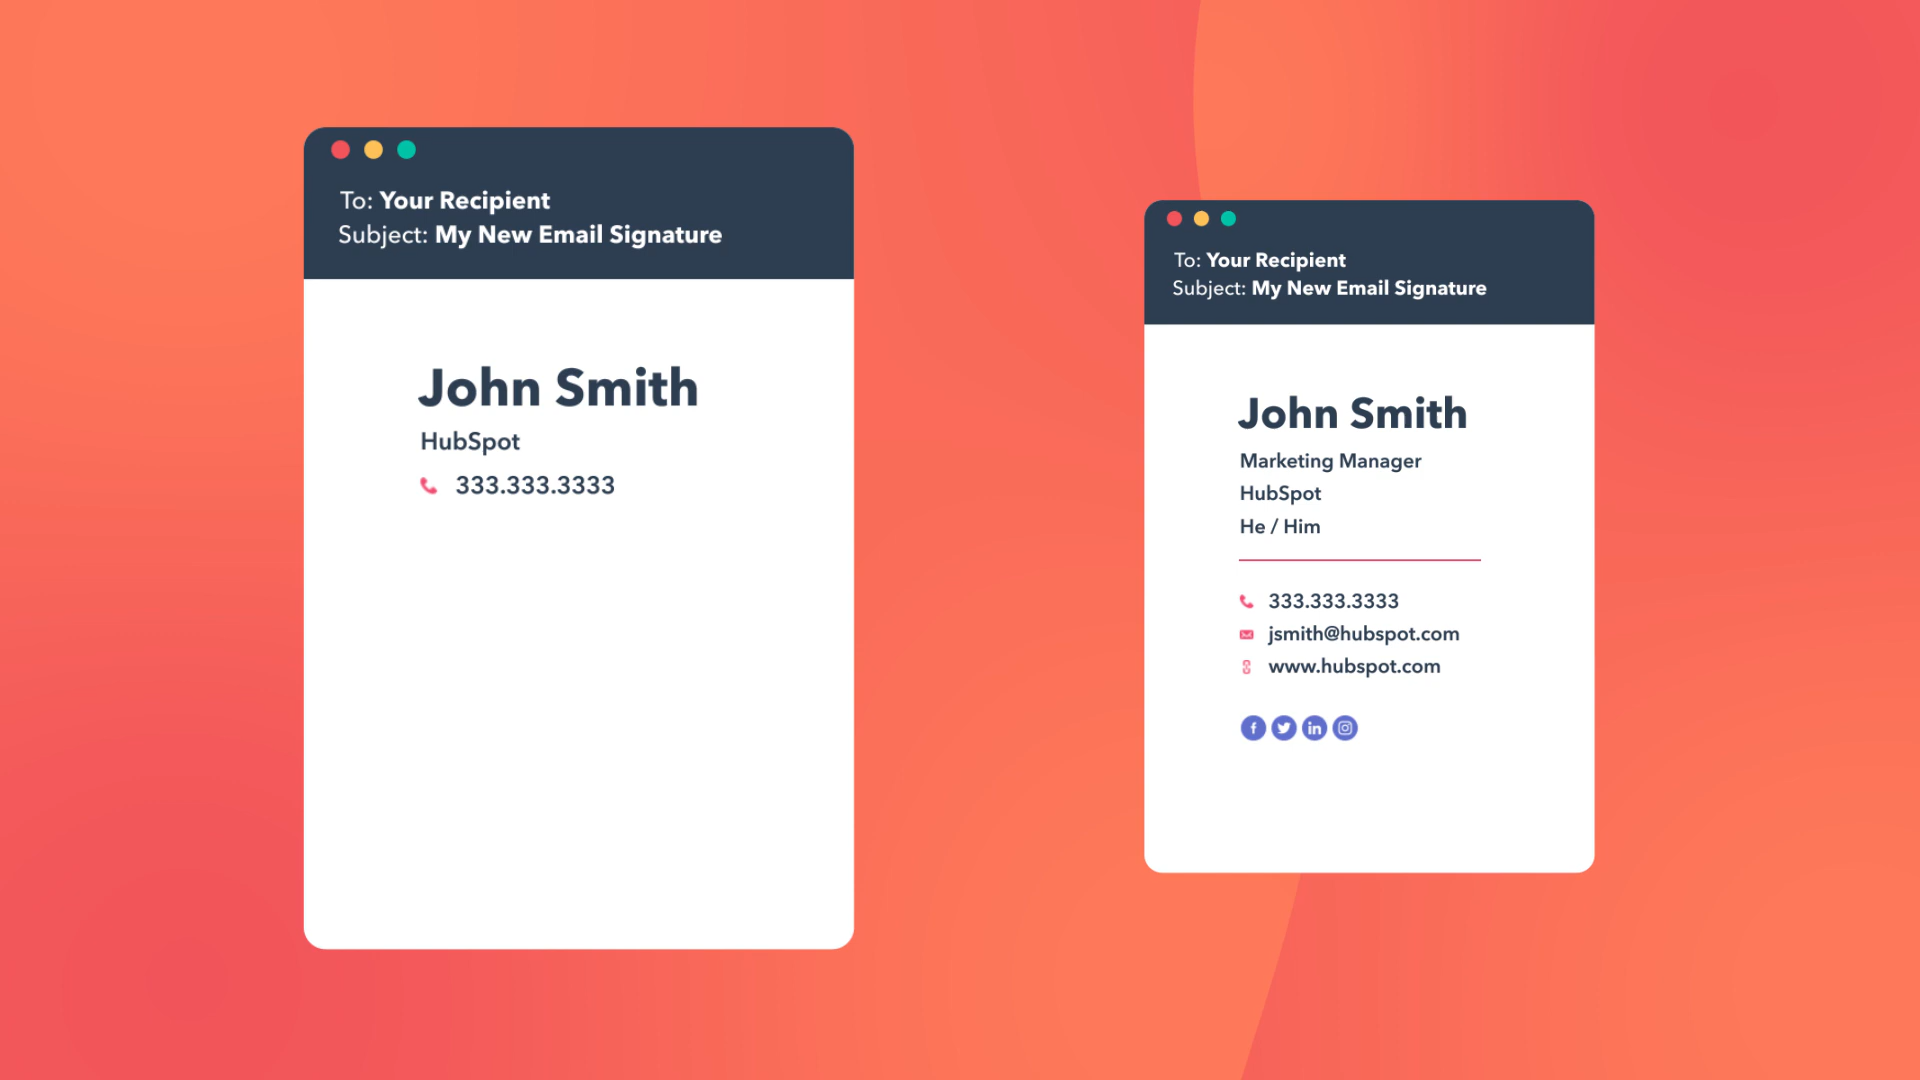 To: Your Recipient
Subject: My New Email Signature
John Smith
HubSpot
333.333.3333
To: Your Recipient
Subject: My New Email Signature
John Smith
Marketing Manager
HubSpot
He / Him
333.333.3333
jsmith@hubspot.com
www.hubspot.com